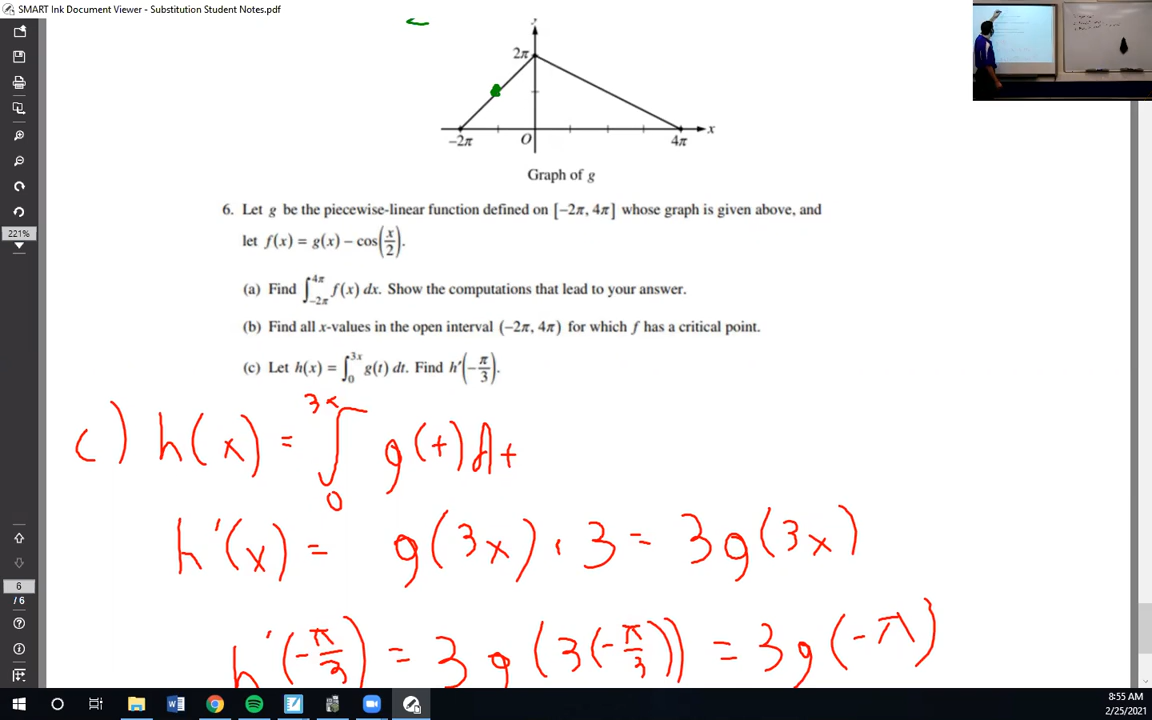 SMART Ink Document Viewer - Substitution Student Notes.pdf
2π
-2π
O
4π
x
Graph of g
6. Let g be the piecewise-linear function defined on [-2π, 4π] whose graph is given above, and
let f(x) = g(x) - cos(x/2).
(a) Find ∫_{-2π}^{4π} f(x) dx. Show the computations that lead to your answer.
(b) Find all x-values in the open interval (-2π, 4π) for which f has a critical point.
(c) Let h(x) = ∫_0^{3x} g(t) dt. Find h'(-π/3).
c) h(x) = ∫_0^{3x} g(t) dt
h'(x) = g(3x) · 3 = 3g(3x)
h'(-π/3) = 3g(3(-π/3)) = 3g(-π)
221%
6
/ 6
8:55 AM
2/25/2021